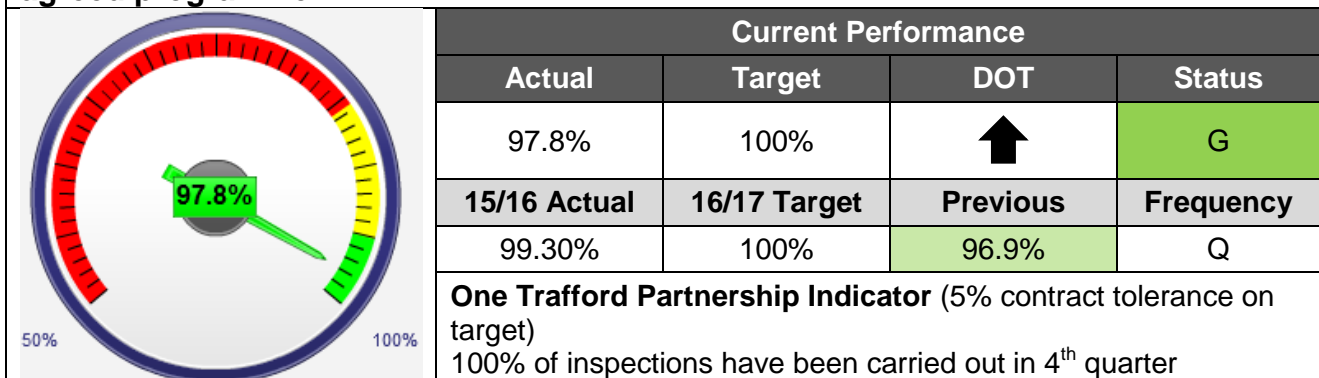 Current Performance
Actual Target DOT Status
97.8% 100% G
15/16 Actual 16/17 Target Previous Frequency
99.30% 100% 96.9% Q
One Trafford Partnership Indicator (5% contract tolerance on
target)
100% of inspections have been carried out in 4th quarter
97.8%
50% 100%